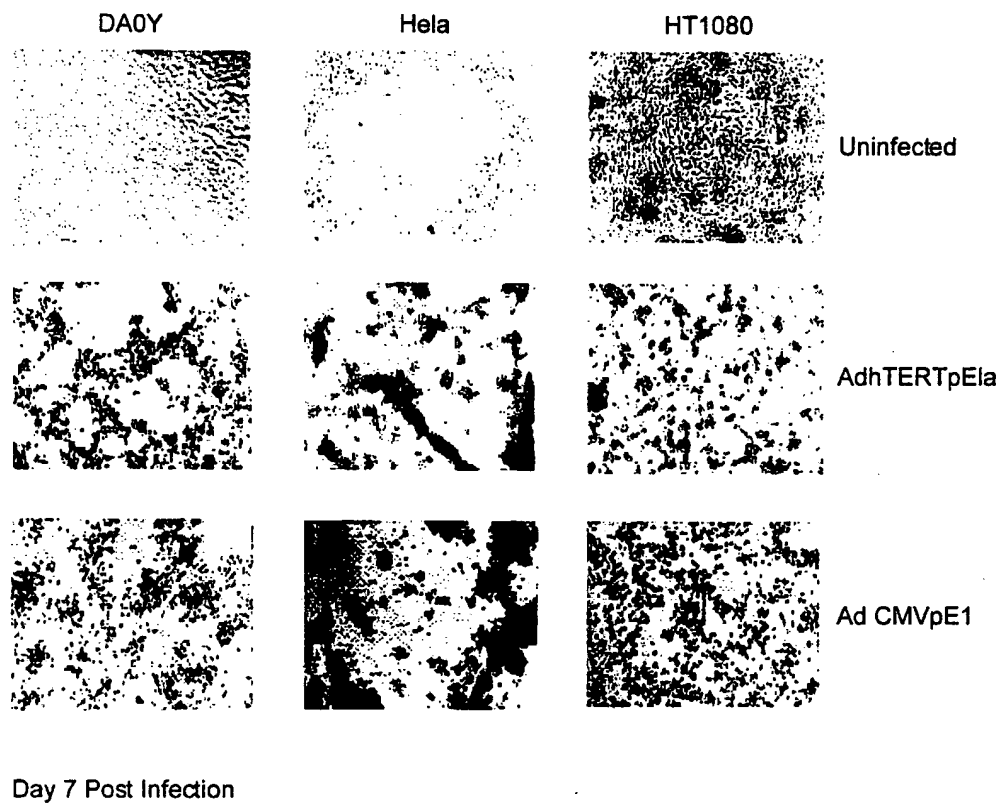 DA0Y Hela HT1080
Uninfected
AdhTERTpEla
Ad CMVpE1
Day 7 Post Infection